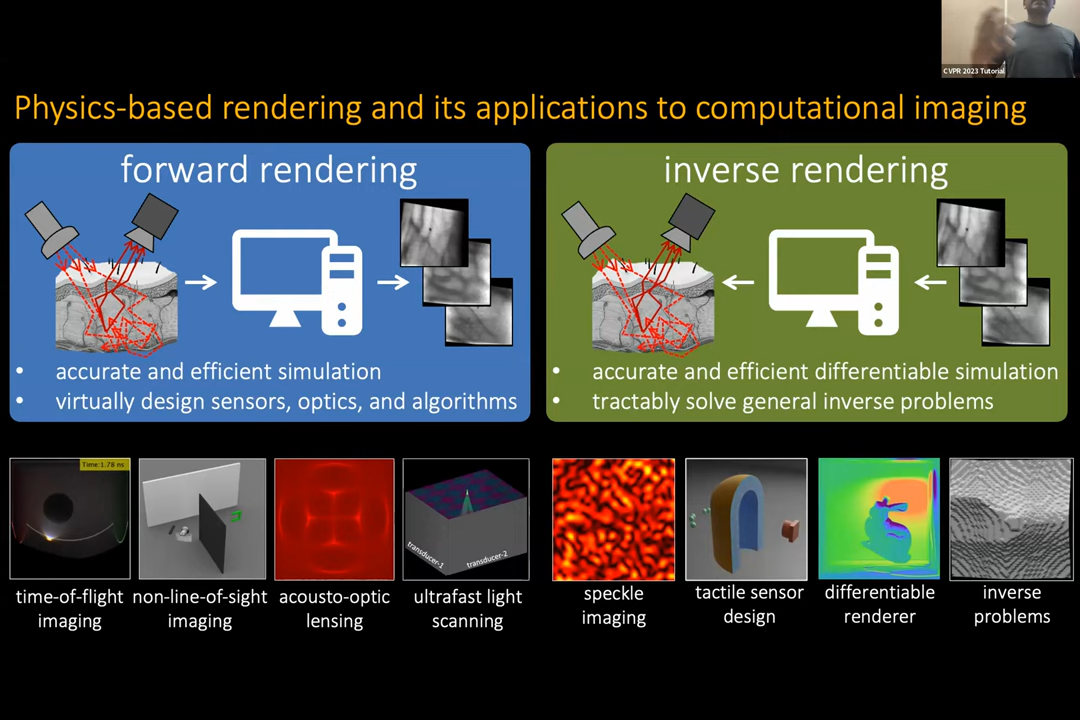 CVPR 2023 Tutorial
Physics-based rendering and its applications to computational imaging
forward rendering
• accurate and efficient simulation
• virtually design sensors, optics, and algorithms
inverse rendering
• accurate and efficient differentiable simulation
• tractably solve general inverse problems
Time:1.78 ns
transducer-1
transducer-2
time-of-flight
imaging
non-line-of-sight
imaging
acousto-optic
lensing
ultrafast light
scanning
speckle
imaging
tactile sensor
design
differentiable
renderer
inverse
problems